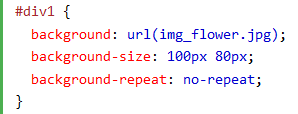 #div1 {
  background: url(img_flower.jpg);
  background-size: 100px 80px;
  background-repeat: no-repeat;
}